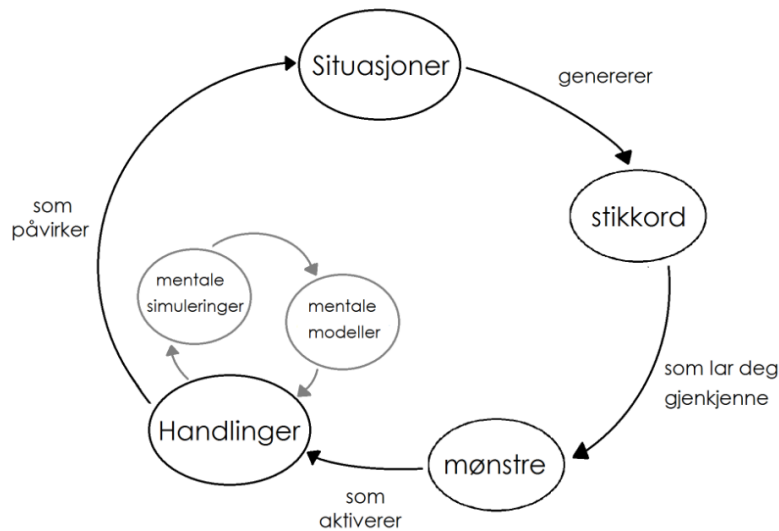 Situasjoner
genererer
stikkord
som lar deg
gjenkjenne
mønstre
som
aktiverer
Handlinger
mentale
simuleringer
mentale
modeller
som
påvirker